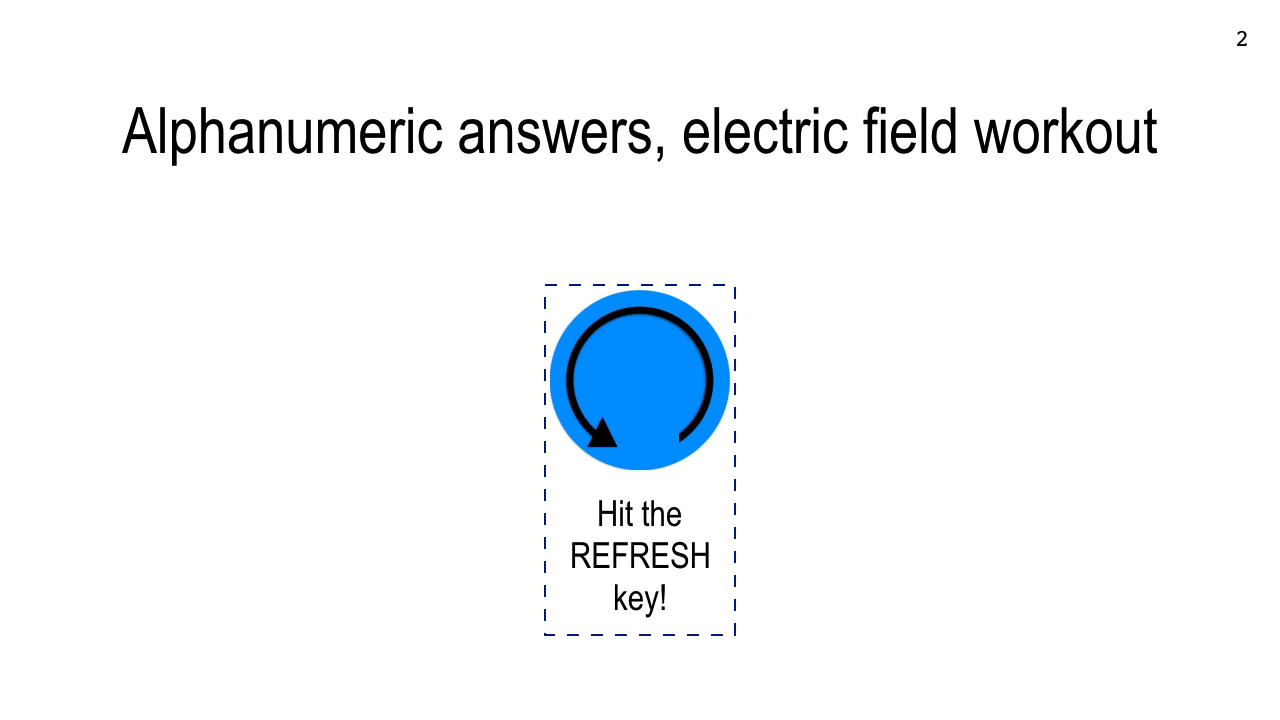 2
Alphanumeric answers, electric field workout
Hit the
REFRESH
key!